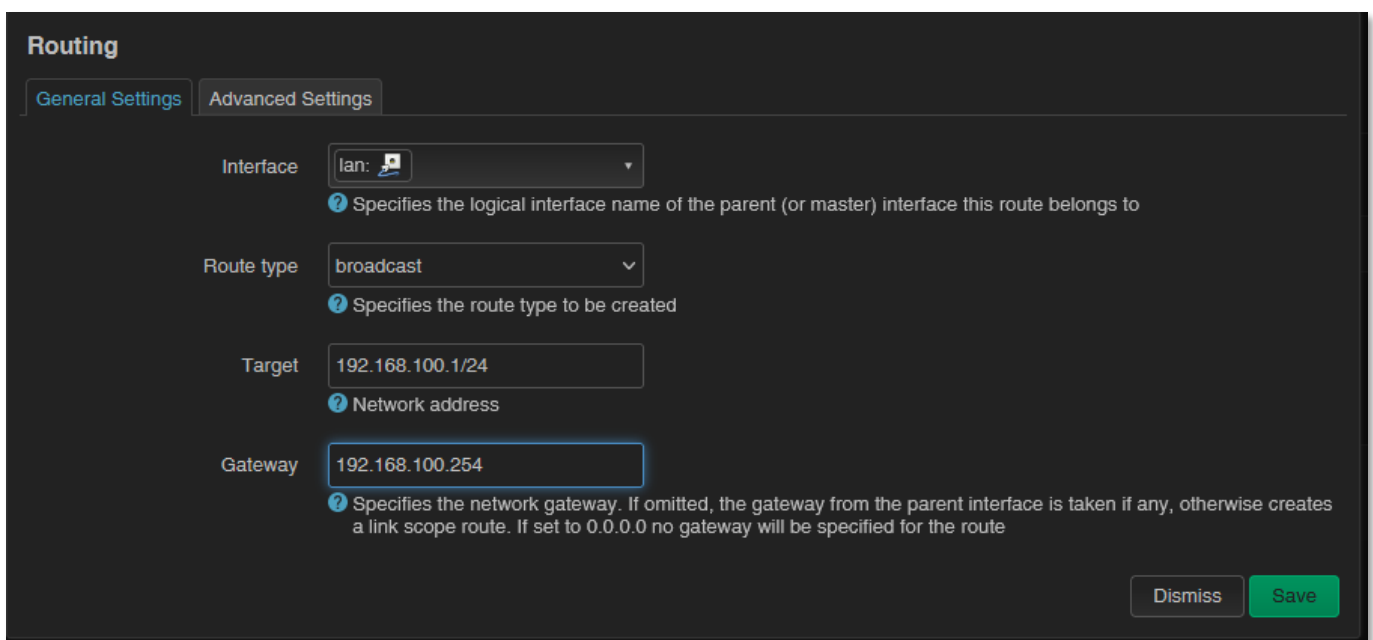 Routing
General Settings
Advanced Settings
Interface
lan:
Specifies the logical interface name of the parent (or master) interface this route belongs to
Route type
broadcast
Specifies the route type to be created
Target
192.168.100.1/24
Network address
Gateway
192.168.100.254
Specifies the network gateway. If omitted, the gateway from the parent interface is taken if any, otherwise creates
a link scope route. If set to 0.0.0.0 no gateway will be specified for the route
Dismiss
Save